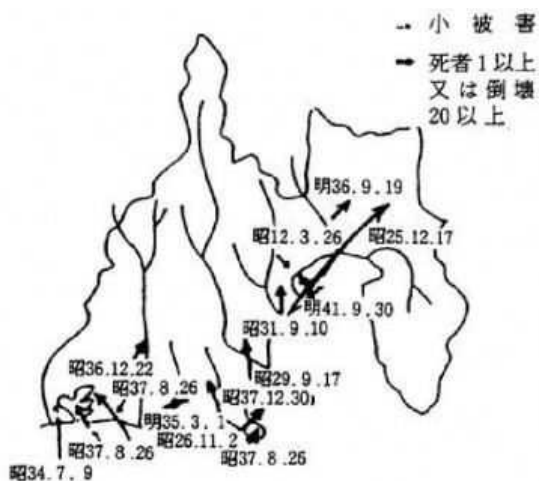 小被害
死者1以上
又は倒壊
20以上
明36.9.19
昭12.3.26
昭25.12.17
明41.9.30
昭31.9.10
昭29.9.17
昭36.12.22
昭37.8.26
昭37.12.30
明35.3.1
昭26.11.2
昭37.8.26
昭37.8.26
昭34.7.9